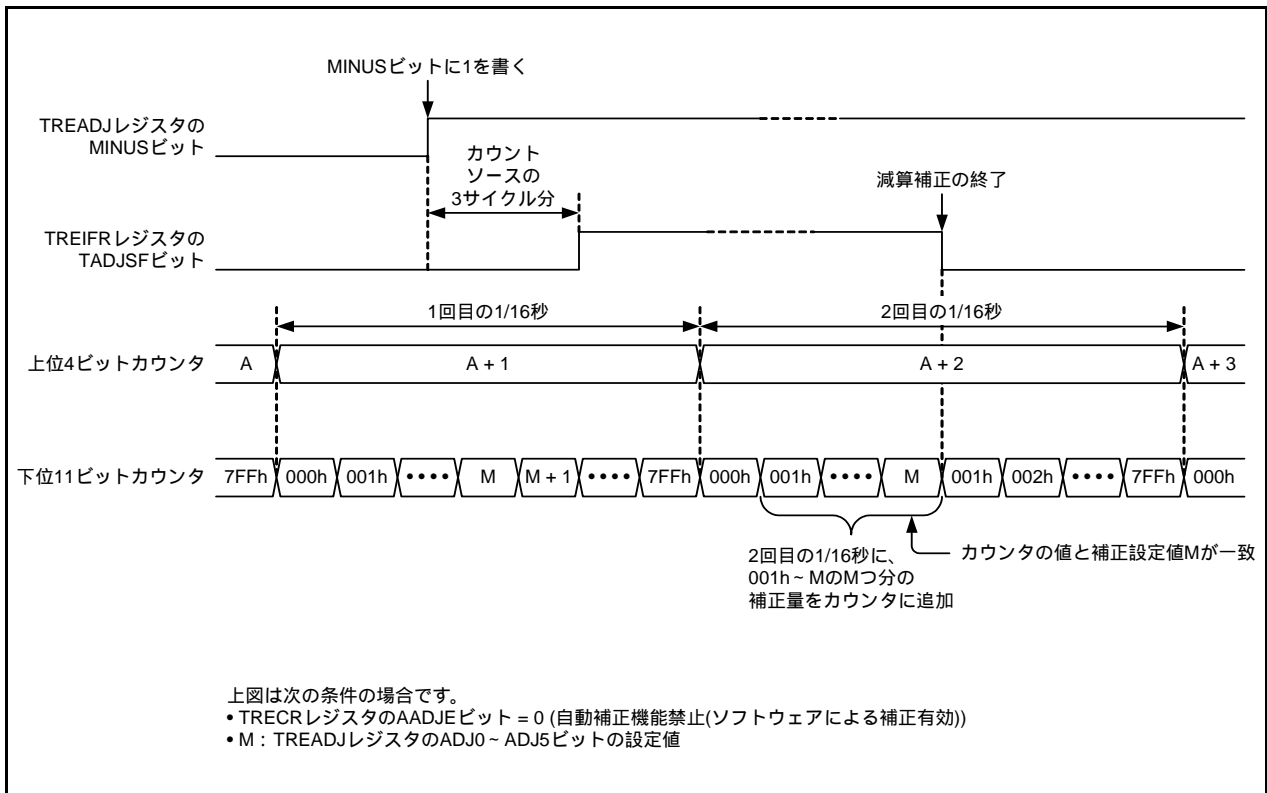 MINUSビットに1を書く
TREADJレジスタの
MINUSビット
カウント
ソースの
3サイクル分
減算補正の終了
TREIFRレジスタの
TADJSFビット
1回目の1/16秒
2回目の1/16秒
上位4ビットカウンタ
A
A + 1
A + 2
A + 3
下位11ビットカウンタ
7FFh
000h
001h
••••
M
M + 1
••••
7FFh
000h
001h
••••
M
001h
002h
••••
7FFh
000h
2回目の1/16秒に、
001h ~ MのMつ分の
補正量をカウンタに追加
カウンタの値と補正設定値Mが一致
上図は次の条件の場合です。
• TRECRレジスタのAADJEビット = 0 (自動補正機能禁止(ソフトウェアによる補正有効))
• M : TREADJレジスタのADJ0 ~ ADJ5ビットの設定値